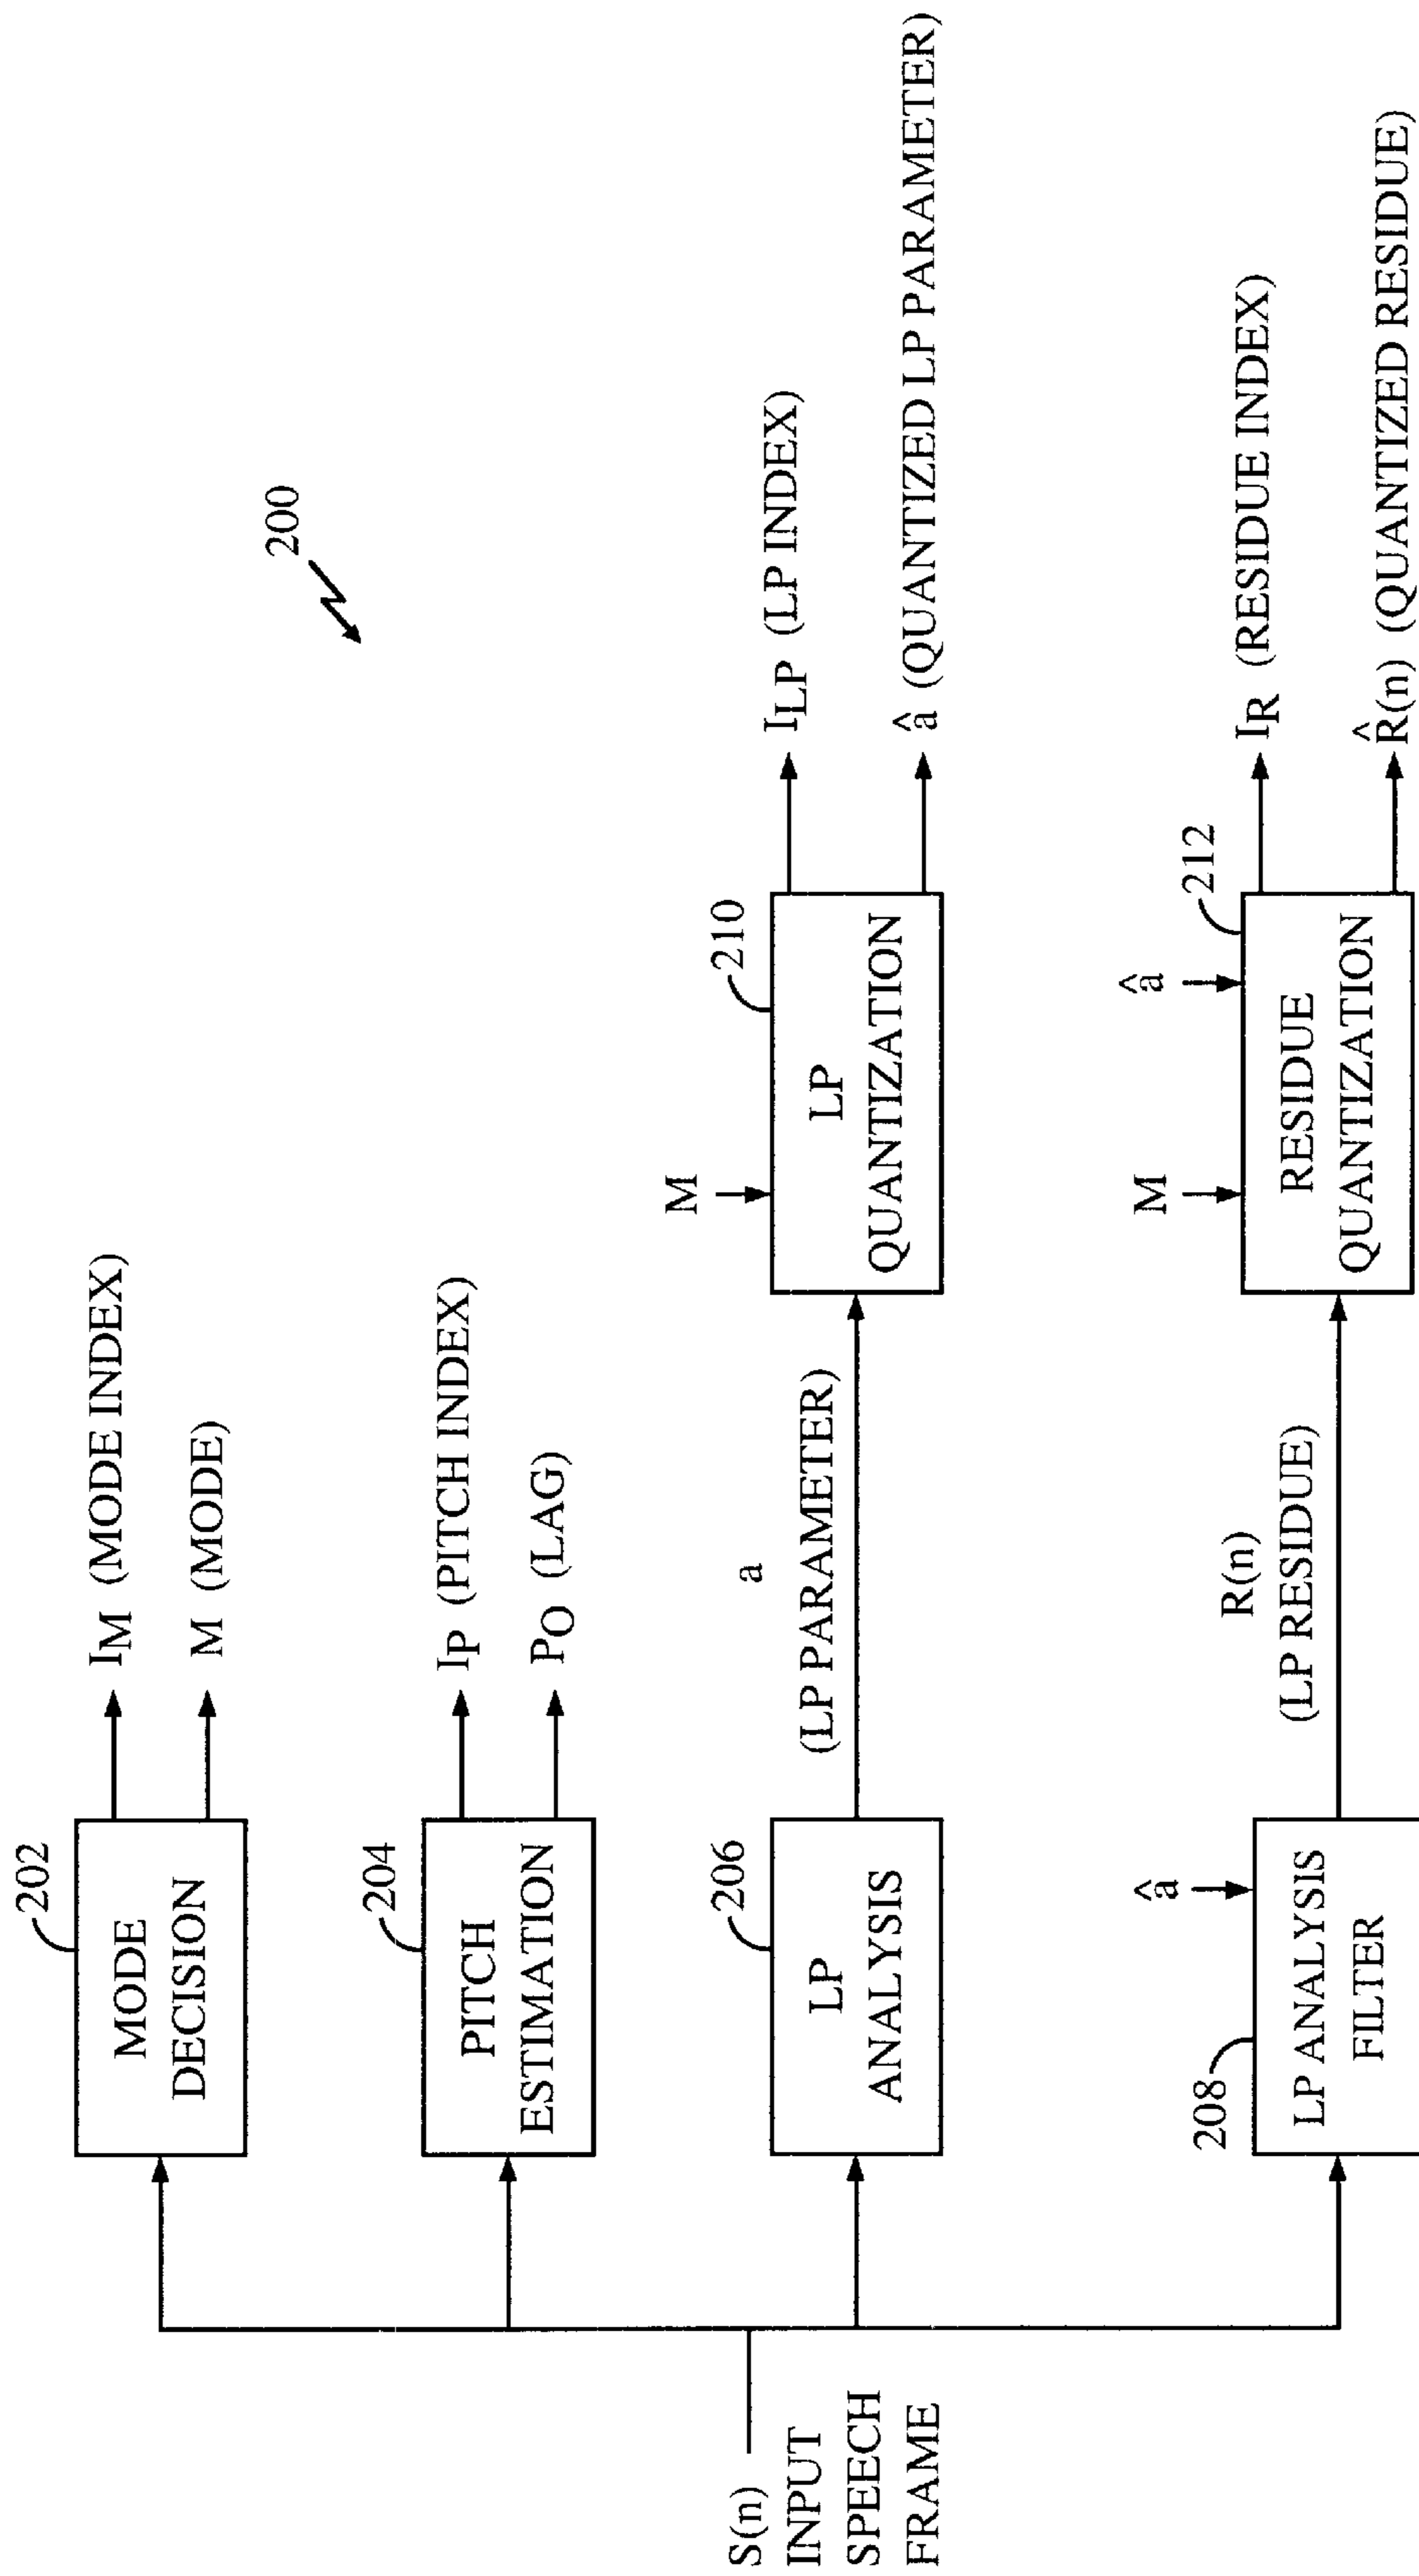 200
202
MODE
DECISION
I_M (MODE INDEX)
M (MODE)
204
PITCH
ESTIMATION
I_P (PITCH INDEX)
P_O (LAG)
S(n)
INPUT
SPEECH
FRAME
206
LP
ANALYSIS
a
(LP PARAMETER)
M
210
LP
QUANTIZATION
I_LP (LP INDEX)
â (QUANTIZED LP PARAMETER)
208
â
LP ANALYSIS
FILTER
R(n)
(LP RESIDUE)
M
â
212
RESIDUE
QUANTIZATION
I_R (RESIDUE INDEX)
R̂(n) (QUANTIZED RESIDUE)